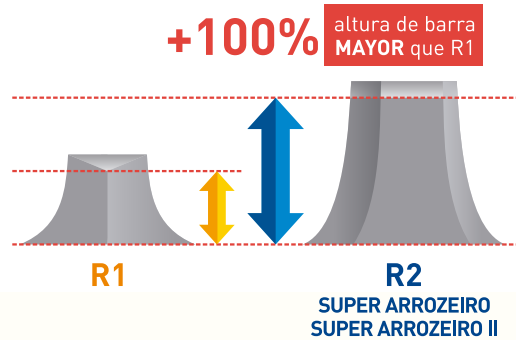 +100%
altura de barra
MAYOR que R1
R1
R2
SUPER ARROZEIRO
SUPER ARROZEIRO II